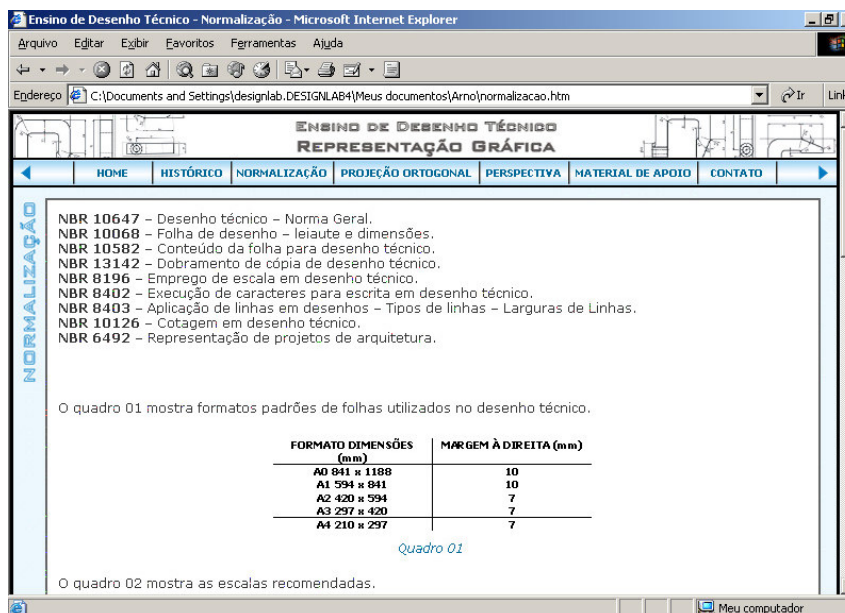 Ensino de Desenho Técnico - Normalização - Microsoft Internet Explorer
Arquivo Editar Exibir Favoritos Ferramentas Ajuda
Endereço C:\Documents and Settings\designlab.DESIGNLAB4\Meus documentos\Arno\normalizacao.htm Ir Link
ENSINO DE DESENHO TÉCNICO
REPRESENTAÇÃO GRÁFICA
HOME HISTÓRICO NORMALIZAÇÃO PROJEÇÃO ORTOGONAL PERSPECTIVA MATERIAL DE APOIO CONTATO
NORMALIZAÇÃO
NBR 10647 – Desenho técnico – Norma Geral.
NBR 10068 – Folha de desenho – leiaute e dimensões.
NBR 10582 – Conteúdo da folha para desenho técnico.
NBR 13142 – Dobramento de cópia de desenho técnico.
NBR 8196 – Emprego de escala em desenho técnico.
NBR 8402 – Execução de caracteres para escrita em desenho técnico.
NBR 8403 – Aplicação de linhas em desenhos – Tipos de linhas – Larguras de Linhas.
NBR 10126 – Cotagem em desenho técnico.
NBR 6492 – Representação de projetos de arquitetura.
O quadro 01 mostra formatos padrões de folhas utilizados no desenho técnico.
FORMATO DIMENSÕES (mm) MARGEM À DIREITA (mm)
A0 841 x 1188 10
A1 594 x 841 10
A2 420 x 594 7
A3 297 x 420 7
A4 210 x 297 7
Quadro 01
O quadro 02 mostra as escalas recomendadas.
Meu computador